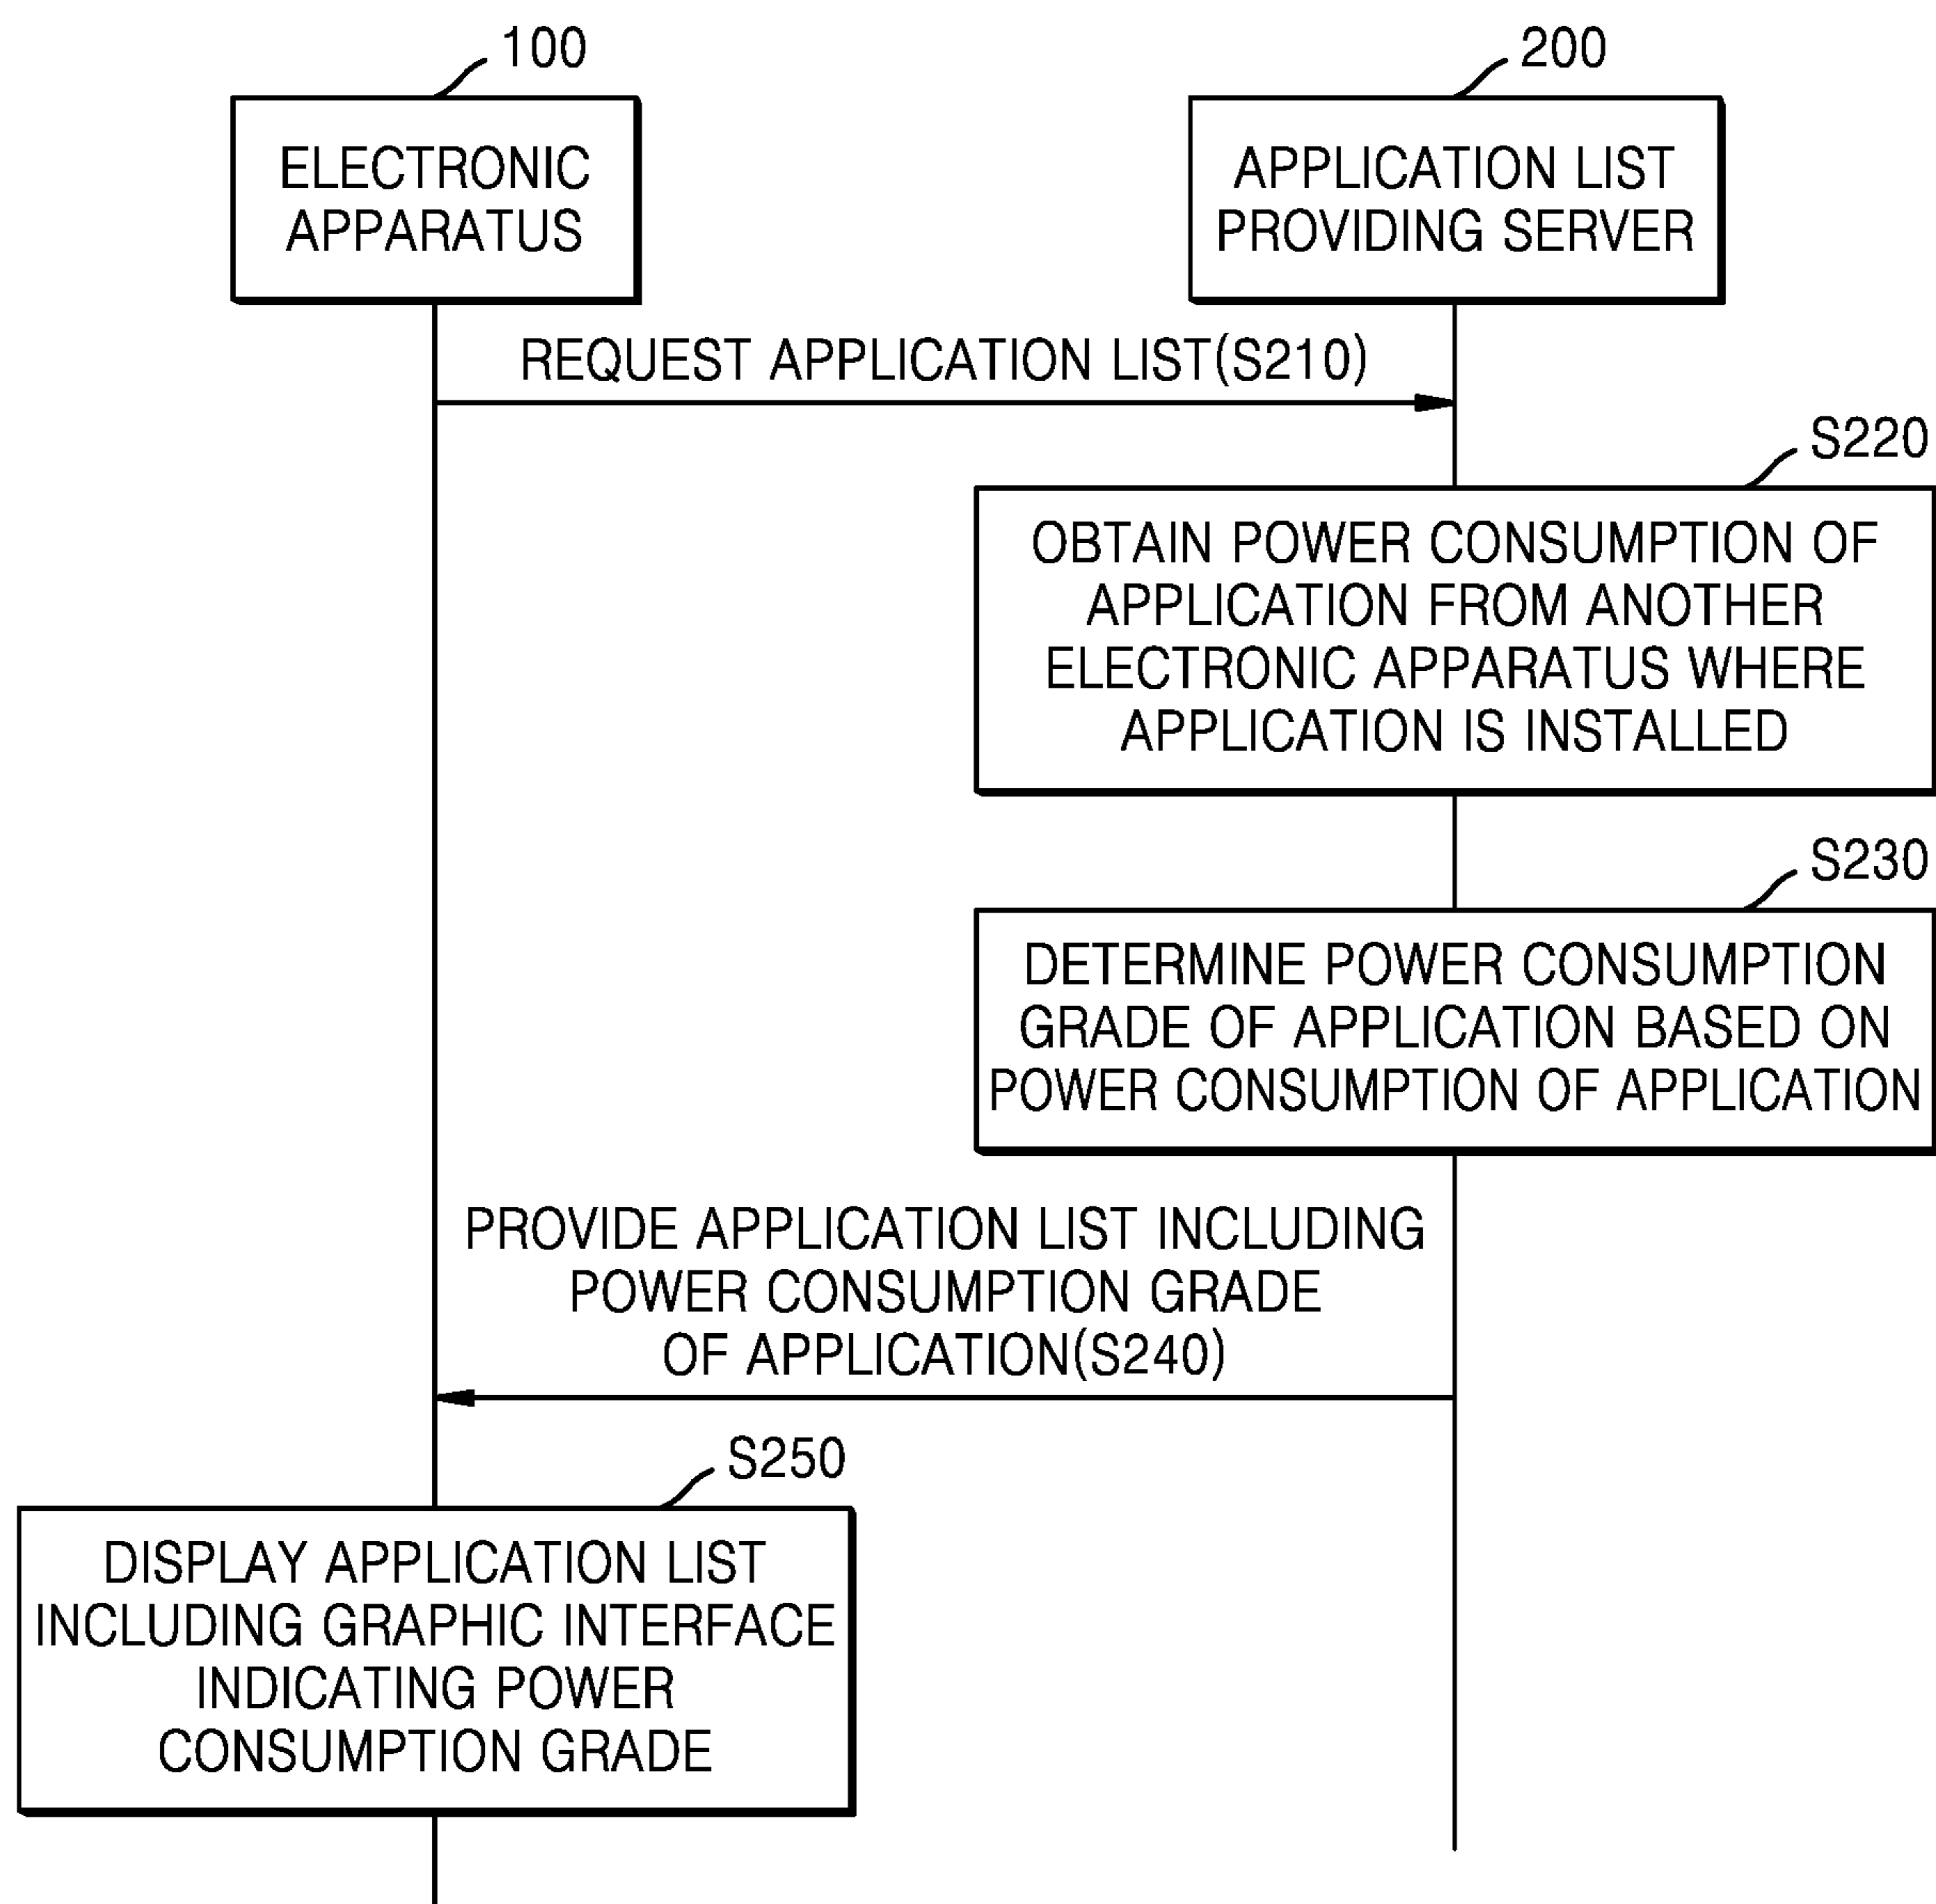 100
200
ELECTRONIC
APPARATUS
APPLICATION LIST
PROVIDING SERVER
REQUEST APPLICATION LIST(S210)
S220
OBTAIN POWER CONSUMPTION OF
APPLICATION FROM ANOTHER
ELECTRONIC APPARATUS WHERE
APPLICATION IS INSTALLED
S230
DETERMINE POWER CONSUMPTION
GRADE OF APPLICATION BASED ON
POWER CONSUMPTION OF APPLICATION
PROVIDE APPLICATION LIST INCLUDING
POWER CONSUMPTION GRADE
OF APPLICATION(S240)
S250
DISPLAY APPLICATION LIST
INCLUDING GRAPHIC INTERFACE
INDICATING POWER
CONSUMPTION GRADE